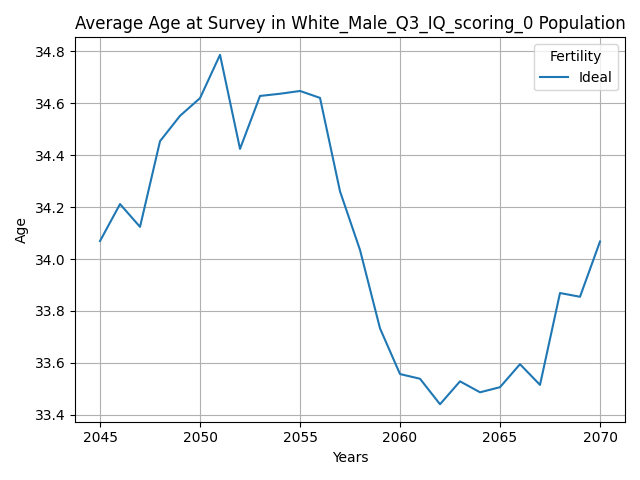 Average Age at Survey in White_Male_Q3_IQ_scoring_0 Population
Fertility
Ideal
Age
34.8
34.6
34.4
34.2
34.0
33.8
33.6
33.4
2045 2050 2055 2060 2065 2070
Years